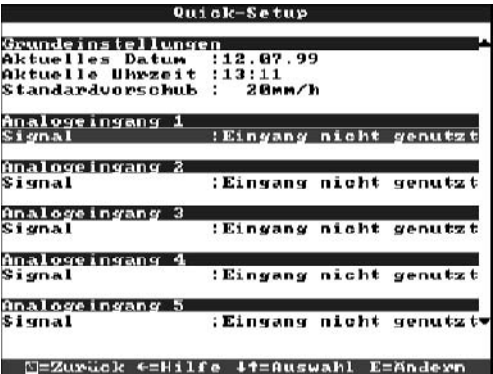 Quick-Setup
Grundeinstellungen
Aktuelles Datum :12.07.99
Aktuelle Uhrzeit :13:11
Standardvorschub : 20mm/h
Analogeingang 1
Signal :Eingang nicht genutzt
Analogeingang 2
Signal :Eingang nicht genutzt
Analogeingang 3
Signal :Eingang nicht genutzt
Analogeingang 4
Signal :Eingang nicht genutzt
Analogeingang 5
Signal :Eingang nicht genutzt
=Zurück ←=Hilfe ↓↑=Auswahl E=Ändern